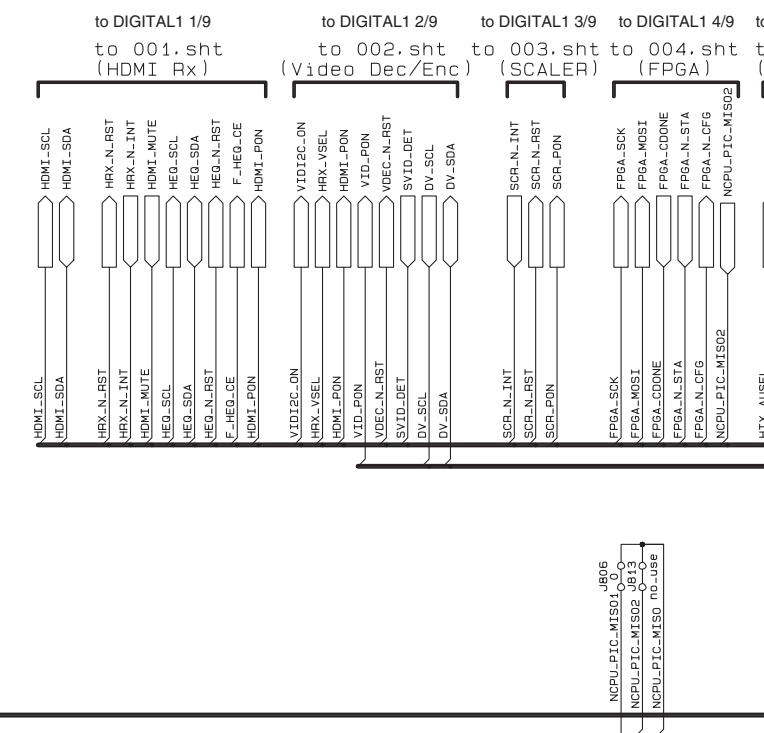 to DIGITAL1 1/9
to DIGITAL1 2/9
to DIGITAL1 3/9
to DIGITAL1 4/9
to 001.sht
to 002.sht
to 003.sht
to 004.sht
(HDMI Rx)
(Video Dec/Enc)
(SCALER)
(FPGA)
HDMI_SCL
HDMI_SDA
HRX_N_RST
HRX_N_INT
HDMI_MUTE
HEQ_SCL
HEQ_SDA
HEQ_N_RST
F_HEQ_CE
HDMI_PON
VIDI2C_ON
HRX_VSEL
HDMI_PON
VID_PON
VDEC_N_RST
SVID_DET
DV_SCL
DV_SDA
SCR_N_INT
SCR_N_RST
SCR_PON
FPGA_SCK
FPGA_MOSI
FPGA_CDONE
FPGA_N_STA
FPGA_N_CFG
NCPU_PIC_MISO2
HDMI_SCL
HDMI_SDA
HRX_N_RST
HRX_N_INT
HDMI_MUTE
HEQ_SCL
HEQ_SDA
HEQ_N_RST
F_HEQ_CE
HDMI_PON
VIDI2C_ON
HRX_VSEL
HDMI_PON
VID_PON
VDEC_N_RST
SVID_DET
DV_SCL
DV_SDA
SCR_N_INT
SCR_N_RST
SCR_PON
FPGA_SCK
FPGA_MOSI
FPGA_CDONE
FPGA_N_STA
FPGA_N_CFG
NCPU_PIC_MISO2
J806
0
J813
no_use
NCPU_PIC_MISO1
NCPU_PIC_MISO2
NCPU_PIC_MISO